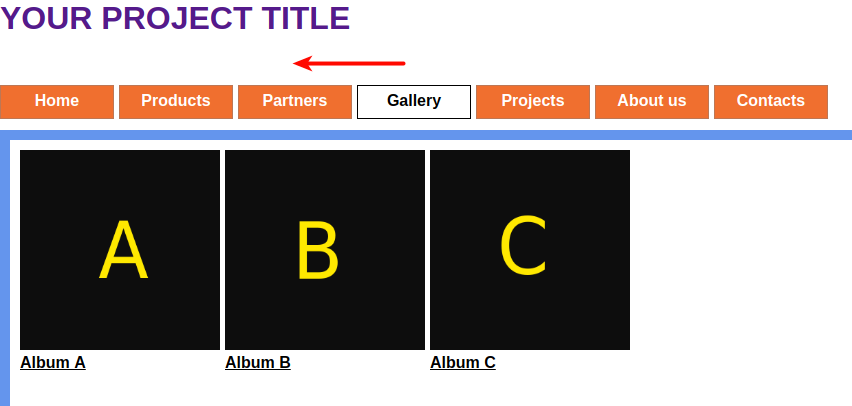 YOUR PROJECT TITLE
Home Products Partners Gallery Projects About us Contacts
A B C
Album A Album B Album C